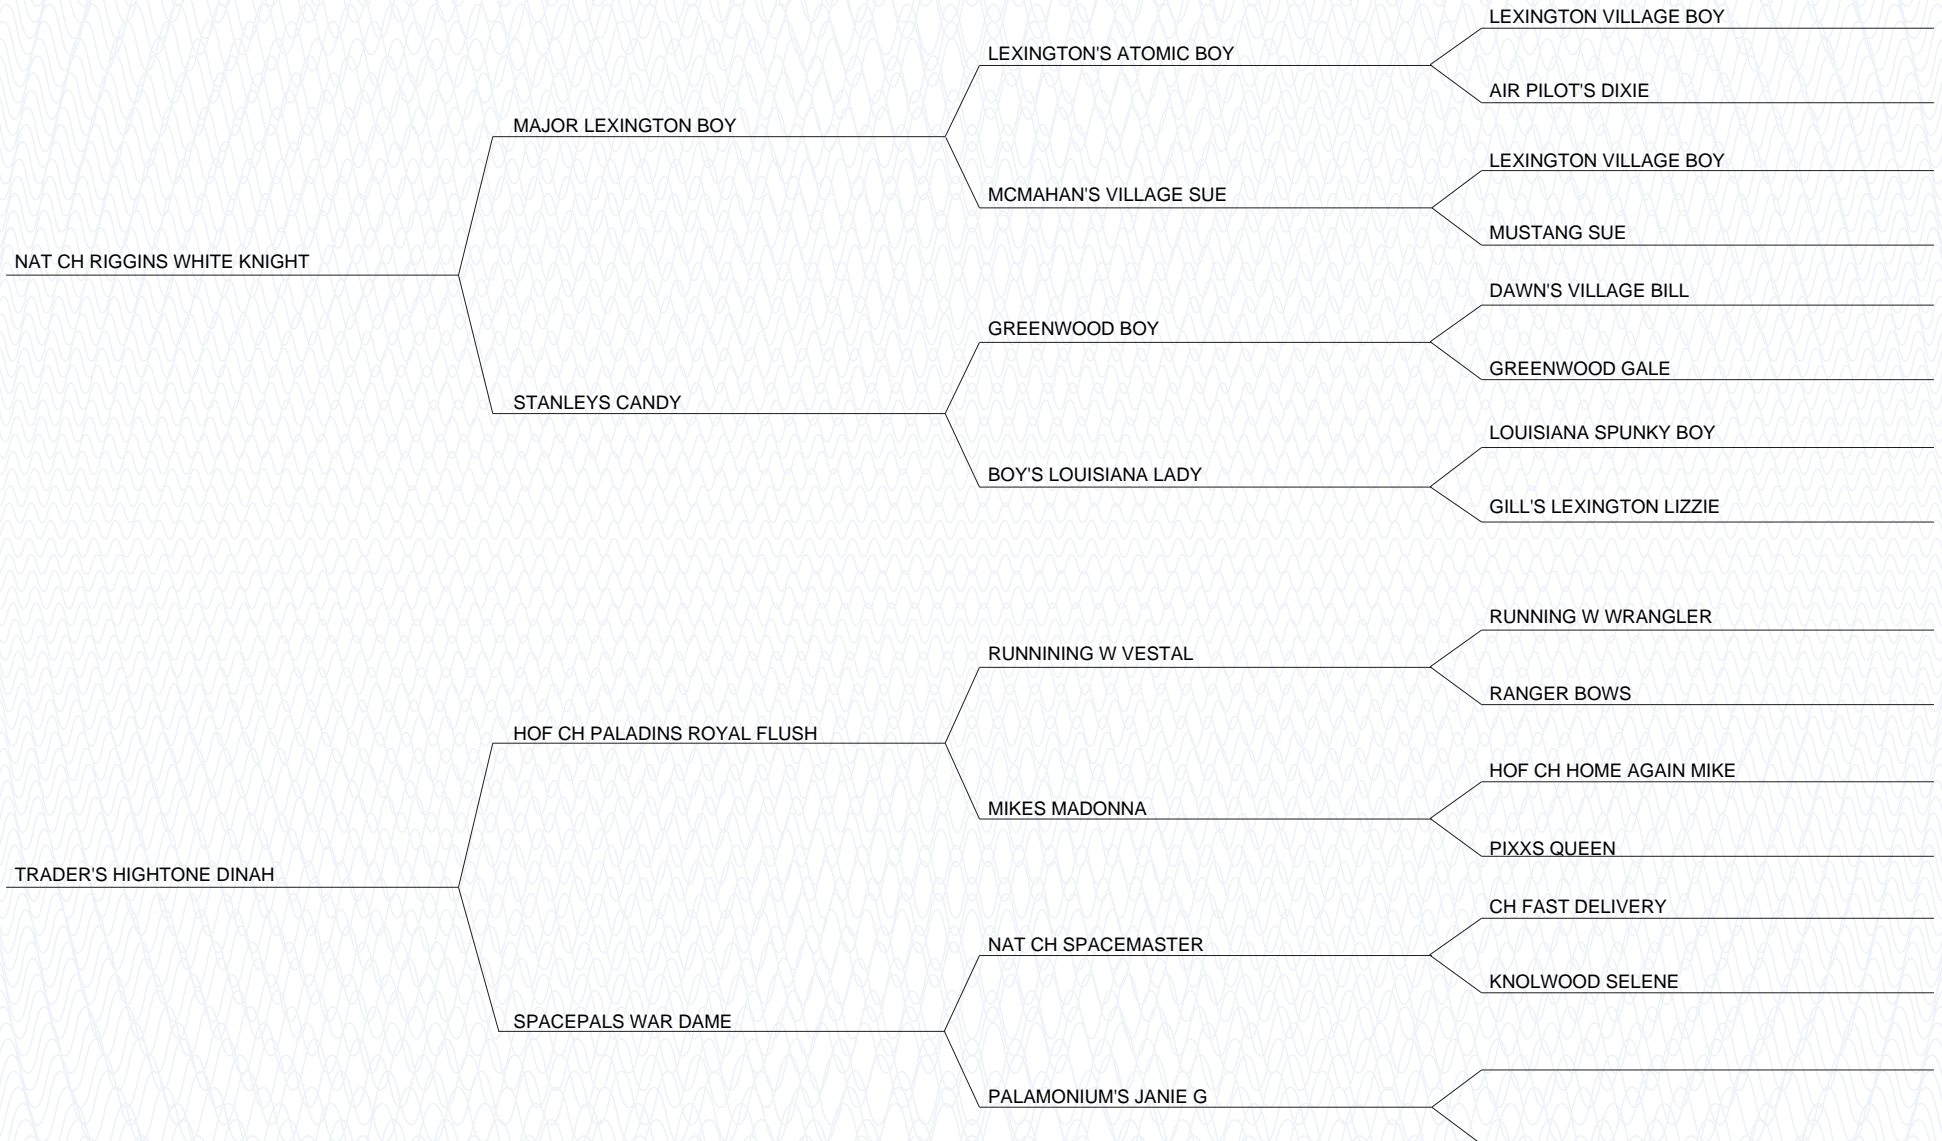 LEXINGTON VILLAGE BOY
LEXINGTON'S ATOMIC BOY
AIR PILOT'S DIXIE
MAJOR LEXINGTON BOY
LEXINGTON VILLAGE BOY
MCMAHAN'S VILLAGE SUE
MUSTANG SUE
NAT CH RIGGINS WHITE KNIGHT
DAWN'S VILLAGE BILL
GREENWOOD BOY
GREENWOOD GALE
STANLEYS CANDY
LOUISIANA SPUNKY BOY
BOY'S LOUISIANA LADY
GILL'S LEXINGTON LIZZIE
RUNNING W WRANGLER
RUNNINING W VESTAL
RANGER BOWS
HOF CH PALADINS ROYAL FLUSH
HOF CH HOME AGAIN MIKE
MIKES MADONNA
PIXXS QUEEN
TRADER'S HIGHTONE DINAH
CH FAST DELIVERY
NAT CH SPACEMASTER
KNOLWOOD SELENE
SPACEPALS WAR DAME
PALAMONIUM'S JANIE G